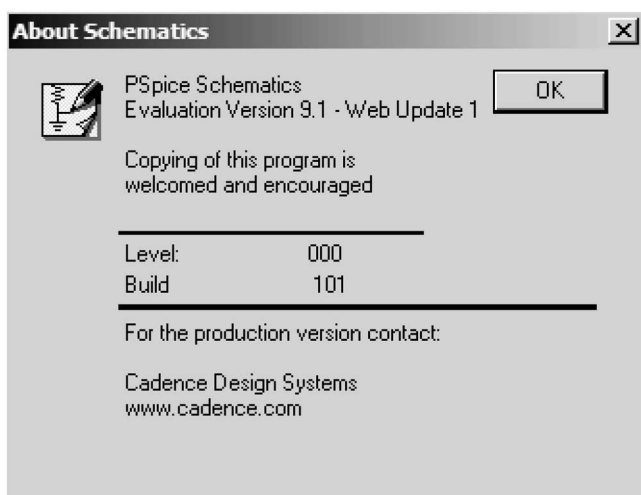 About Schematics
PSpice Schematics
Evaluation Version 9.1 - Web Update 1
OK
Copying of this program is
welcomed and encouraged
Level: 000
Build 101
For the production version contact:
Cadence Design Systems
www.cadence.com